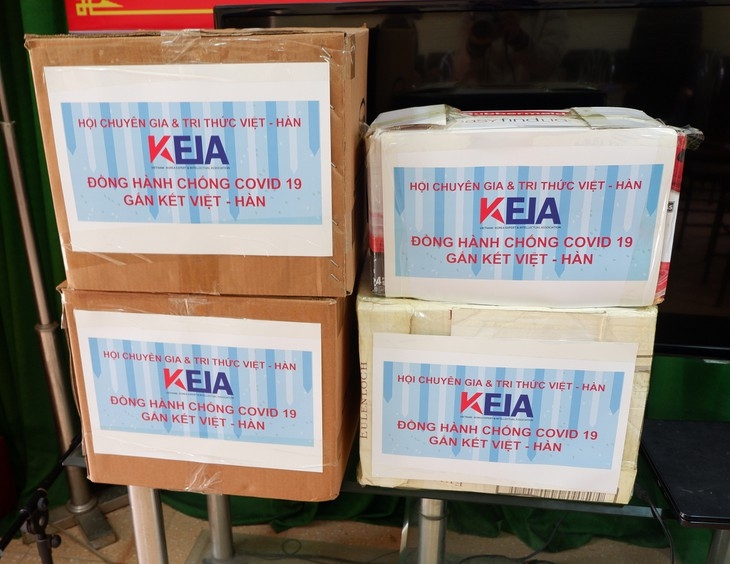 HỘI CHUYÊN GIA & TRI THỨC VIỆT - HÀN
KEIA
ĐỒNG HÀNH CHỐNG COVID 19
GẮN KẾT VIỆT - HÀN
Rubbermaid
easyfindlids
HỘI CHUYÊN GIA & TRI THỨC VIỆT - HÀN
KEIA
ĐỒNG HÀNH CHỐNG COVID 19
GẮN KẾT VIỆT - HÀN
HỘI CHUYÊN GIA & TRI THỨC VIỆT - HÀN
KEIA
ĐỒNG HÀNH CHỐNG COVID 19
GẮN KẾT VIỆT - HÀN
EULENLOCH
HỘI CHUYÊN GIA & TRI THỨC VIỆT - HÀN
KEIA
ĐỒNG HÀNH CHỐNG COVID 19
GẮN KẾT VIỆT - HÀN